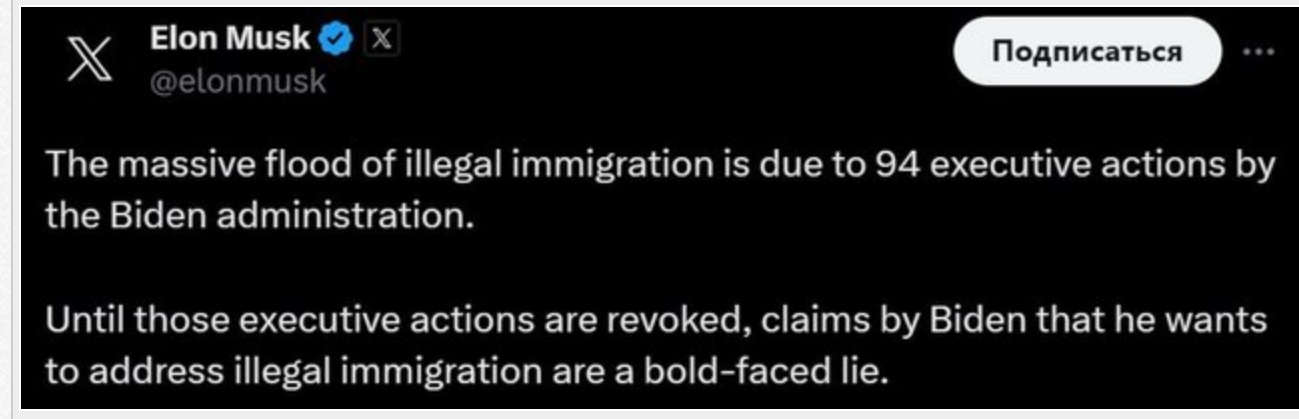 Elon Musk
@elonmusk
Подписаться
The massive flood of illegal immigration is due to 94 executive actions by
the Biden administration.
Until those executive actions are revoked, claims by Biden that he wants
to address illegal immigration are a bold-faced lie.